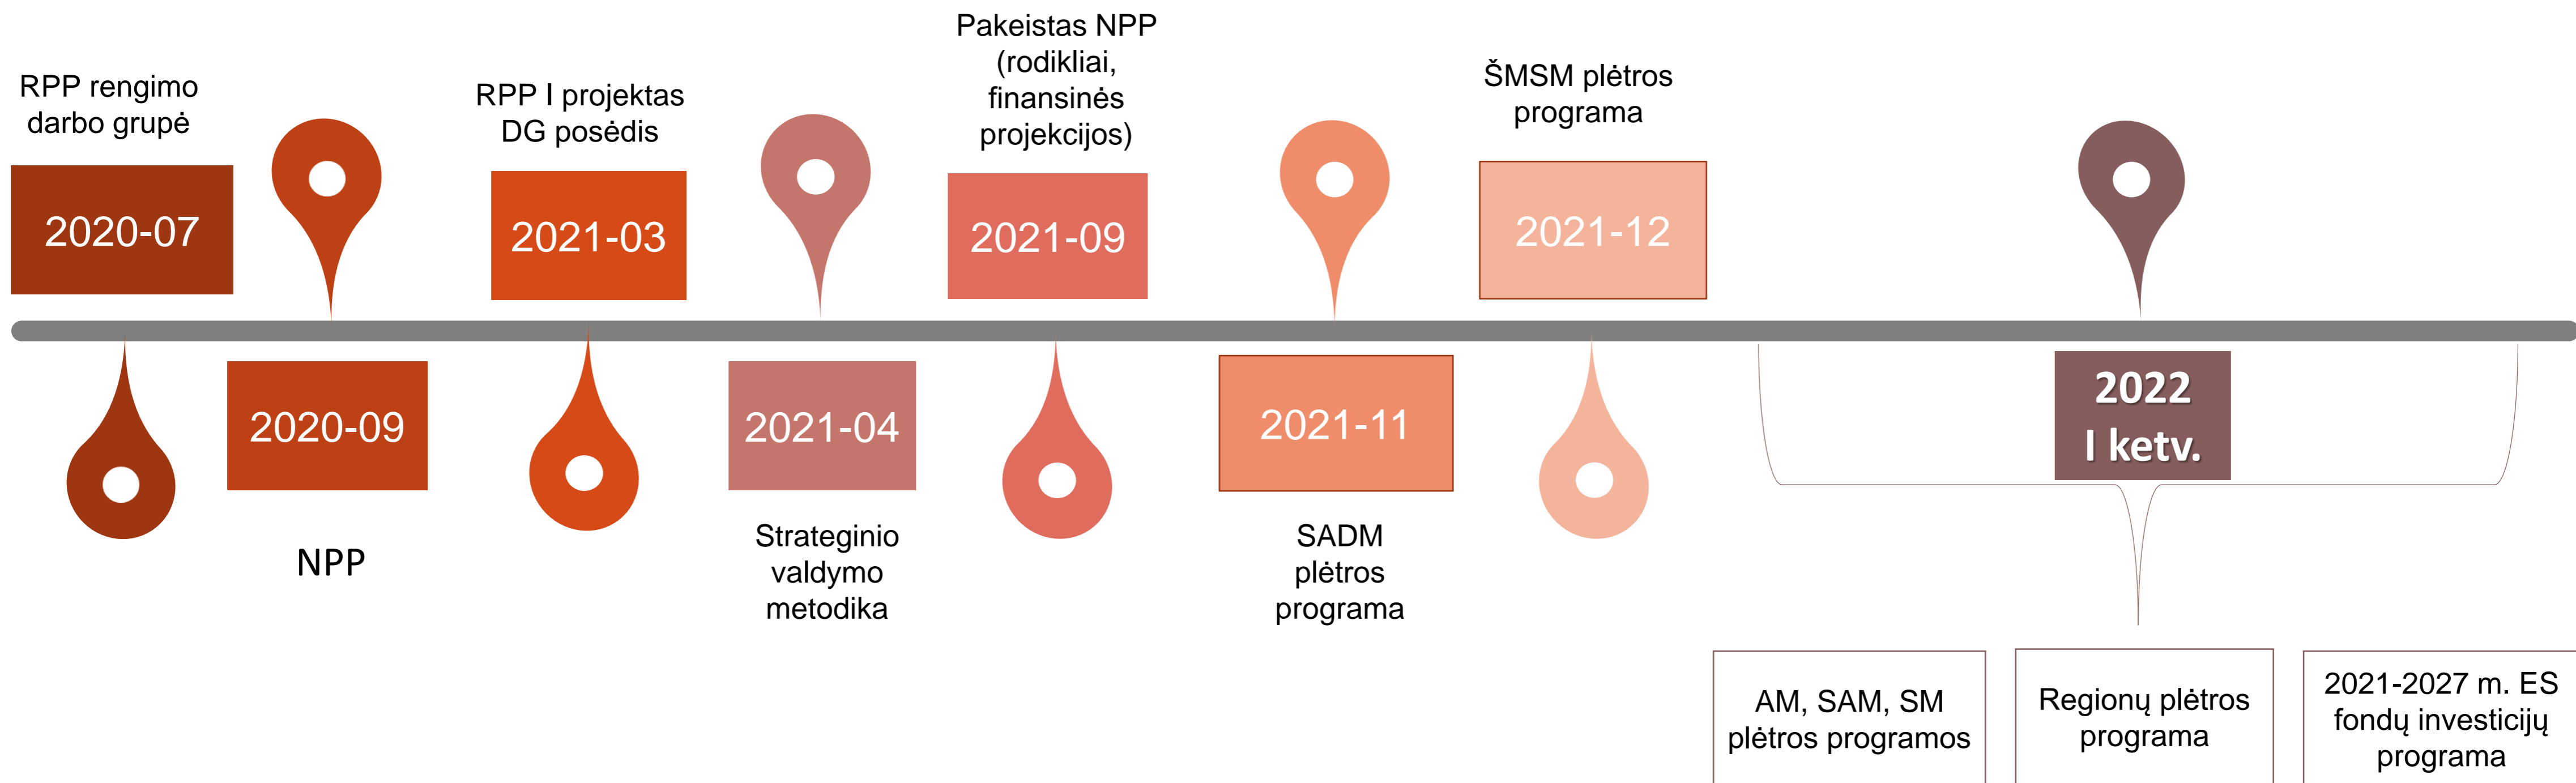 RPP rengimo
darbo grupė
2020-07
2020-09
NPP
RPP I projektas
DG posėdis
2021-03
2021-04
Strateginio
valdymo
metodika
Pakeistas NPP
(rodikliai,
finansinės
projekcijos)
2021-09
2021-11
SADM
plėtros
programa
ŠMSM plėtros
programa
2021-12
2022
I ketv.
AM, SAM, SM
plėtros programos
Regionų plėtros
programa
2021-2027 m. ES
fondų investicijų
programa